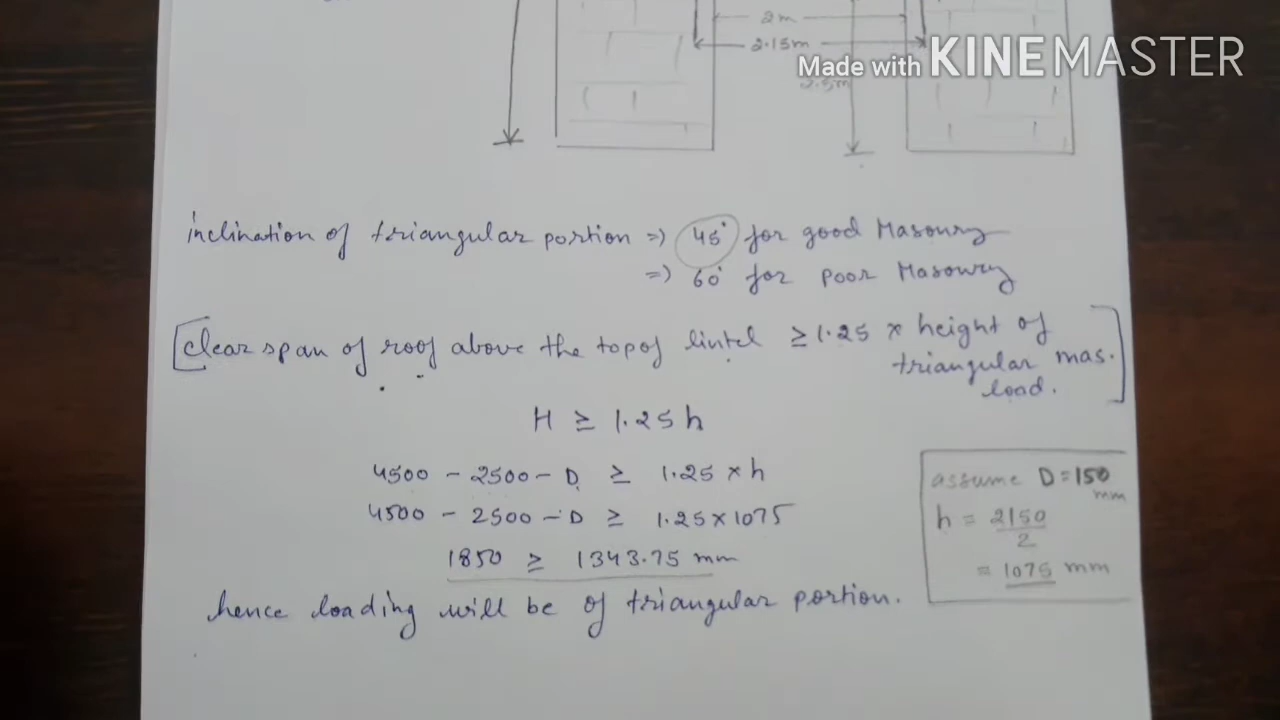 2m
2.15m
Made with KINEMASTER
2.5m
inclination of triangular portion => 45° for good Masonry
=> 60° for poor Masonry
[clear span of roof above the top of lintel ≥ 1.25 × height of
triangular mas.
load.]
H ≥ 1.25 h
4500 - 2500 - D ≥ 1.25 × h
4500 - 2500 - D ≥ 1.25 × 1075
1850 ≥ 1343.75 mm
hence loading will be of triangular portion.
assume D = 150
mm
h = 2150
2
= 1075 mm